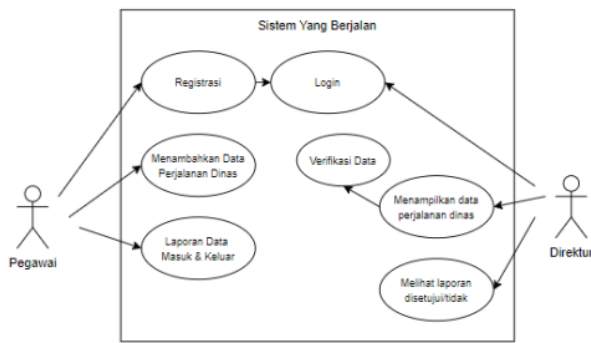 Sistem Yang Berjalan
Registrasi
Login
Menambahkan Data
Perjalanan Dinas
Verifikasi Data
Menampilkan data
perjalanan dinas
Pegawai
Laporan Data
Masuk & Keluar
Direktur
Melihat laporan
disetujui/tidak